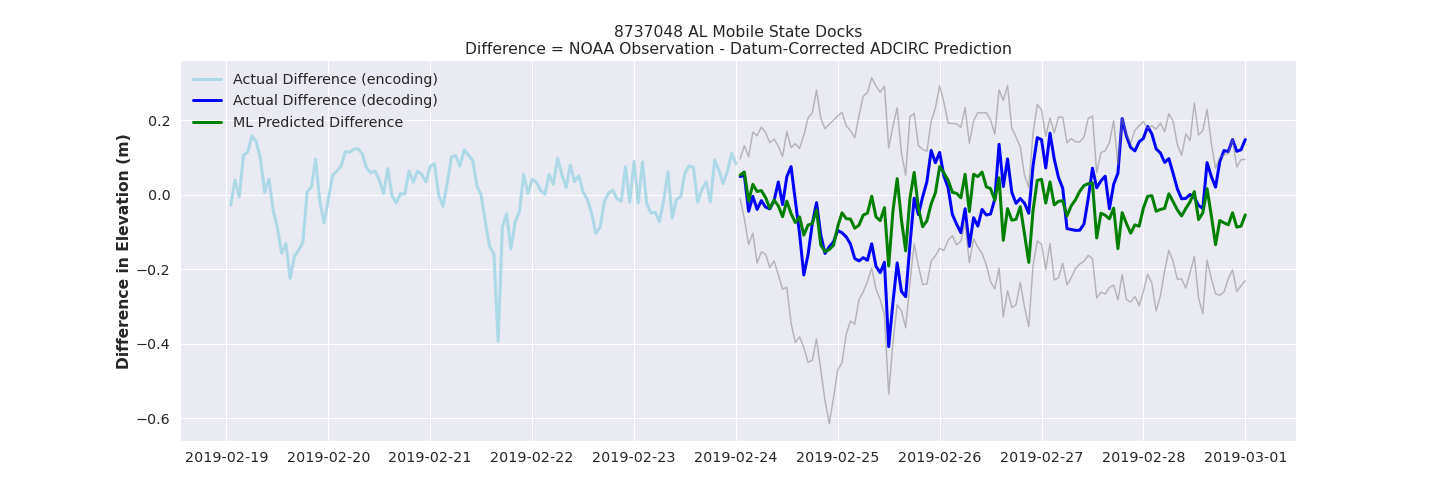 8737048 AL Mobile State Docks
Difference = NOAA Observation - Datum-Corrected ADCIRC Prediction
Actual Difference (encoding)
Actual Difference (decoding)
ML Predicted Difference
Difference in Elevation (m)
0.2
0.0
−0.2
−0.4
−0.6
2019-02-19 2019-02-20 2019-02-21 2019-02-22 2019-02-23 2019-02-24 2019-02-25 2019-02-26 2019-02-27 2019-02-28 2019-03-01